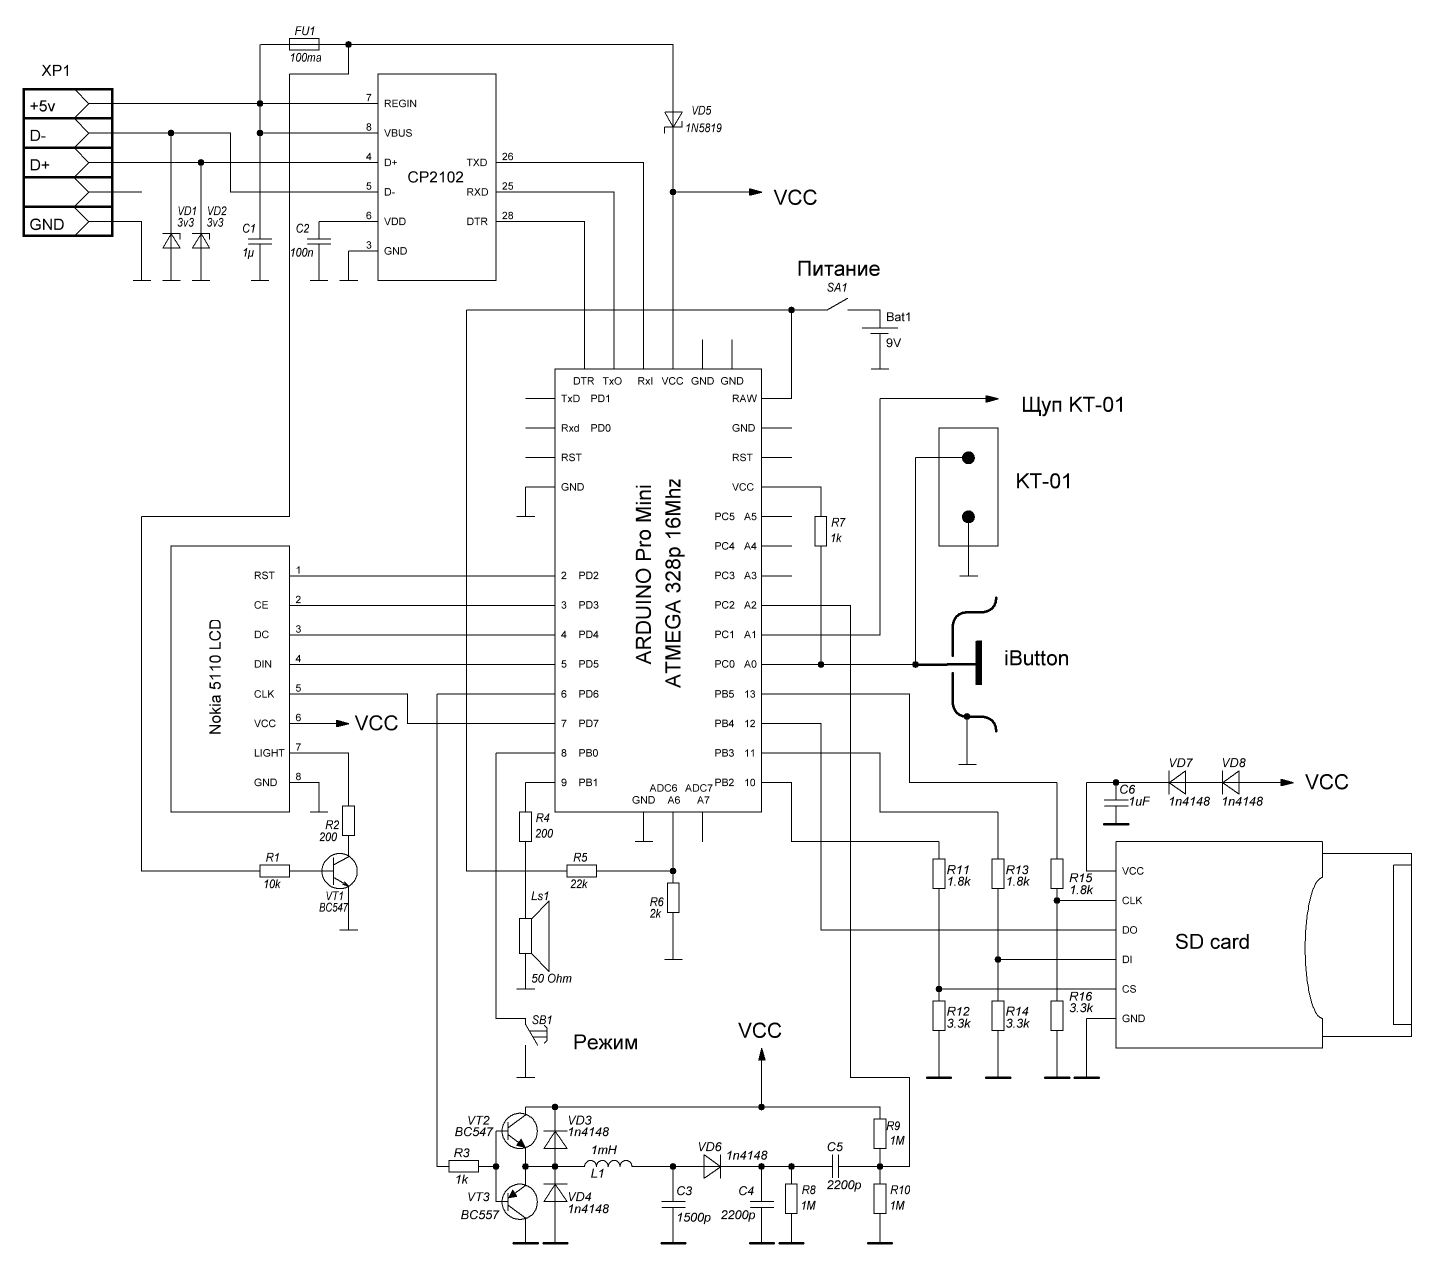 FU1
100ma
XP1
+5v
D-
D+
GND
7 REGIN
8 VBUS
4 D+
5 D-
6 VDD
3 GND
CP2102
TXD 26
RXD 25
DTR 28
VD1
3v3
VD2
3v3
C1
1µ
C2
100n
VD5
1N5819
VCC
Питание
SA1
Bat1
9V
DTR TxO RxI VCC GND GND
TxD PD1
Rxd PD0
RST
GND
2 PD2
3 PD3
4 PD4
5 PD5
6 PD6
7 PD7
8 PB0
9 PB1
ARDUINO Pro Mini
ATMEGA 328p 16Mhz
RAW
GND
RST
VCC
PC5 A5
PC4 A4
PC3 A3
PC2 A2
PC1 A1
PC0 A0
PB5 13
PB4 12
PB3 11
PB2 10
ADC6 ADC7
GND A6 A7
R7
1k
Щуп КТ-01
КТ-01
iButton
Nokia 5110 LCD
RST 1
CE 2
DC 3
DIN 4
CLK 5
VCC 6
LIGHT 7
GND 8
VCC
R2
200
R1
10k
VT1
BC547
R4
200
R5
22k
R6
2k
Ls1
50 Ohm
SB1
Режим
VD7
1n4148
VD8
1n4148
VCC
C6
1uF
R11
1.8k
R13
1.8k
R15
1.8k
R12
3.3k
R14
3.3k
R16
3.3k
VCC
CLK
DO
DI
CS
GND
SD card
VCC
VT2
BC547
R3
1k
VT3
BC557
VD3
1n4148
VD4
1n4148
1mH
L1
C3
1500p
VD6
1n4148
C4
2200p
R8
1M
C5
2200p
R9
1M
R10
1M